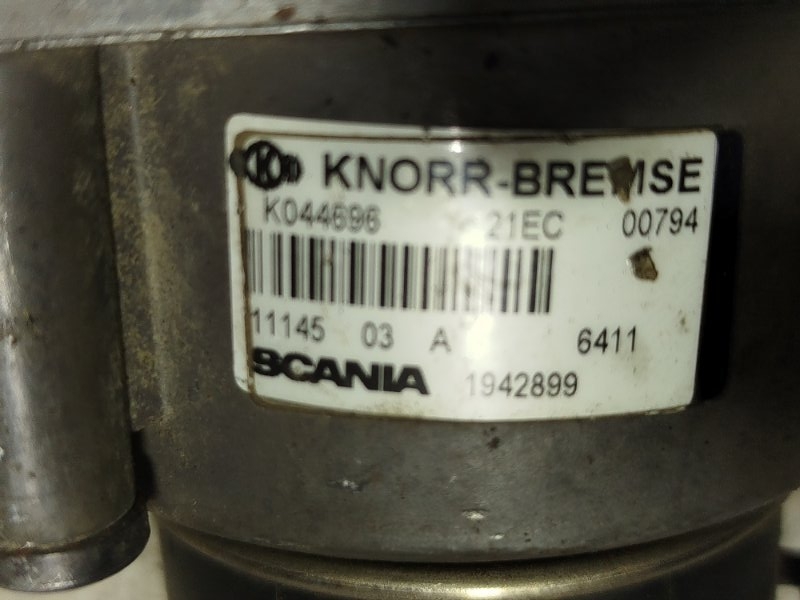 KNORR-BREMSE
K044696 21EC 00794
11145 03 A 6411
SCANIA 1942899